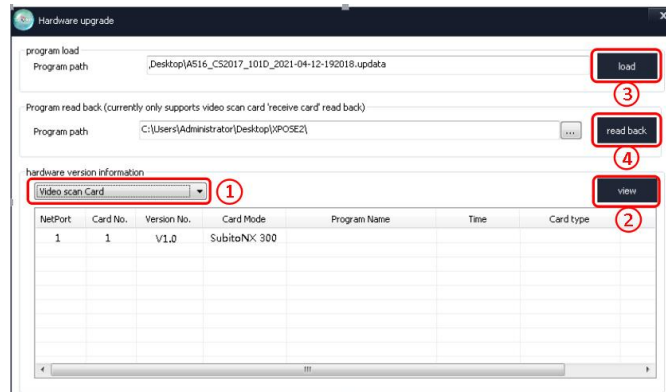 Hardware upgrade
x
program load
Program path ,Desktop\A516_CS2017_101D_2021-04-12-192018.updata load
③
Program read back (currently only supports video scan card 'receive card' read back)
Program path C:\Users\Administrator\Desktop\XPOSE2\ ... read back
④
hardware version information
Video scan Card ① view
②
NetPort Card No. Version No. Card Mode Program Name Time Card type
1 1 V1.0 SubitoNX 300